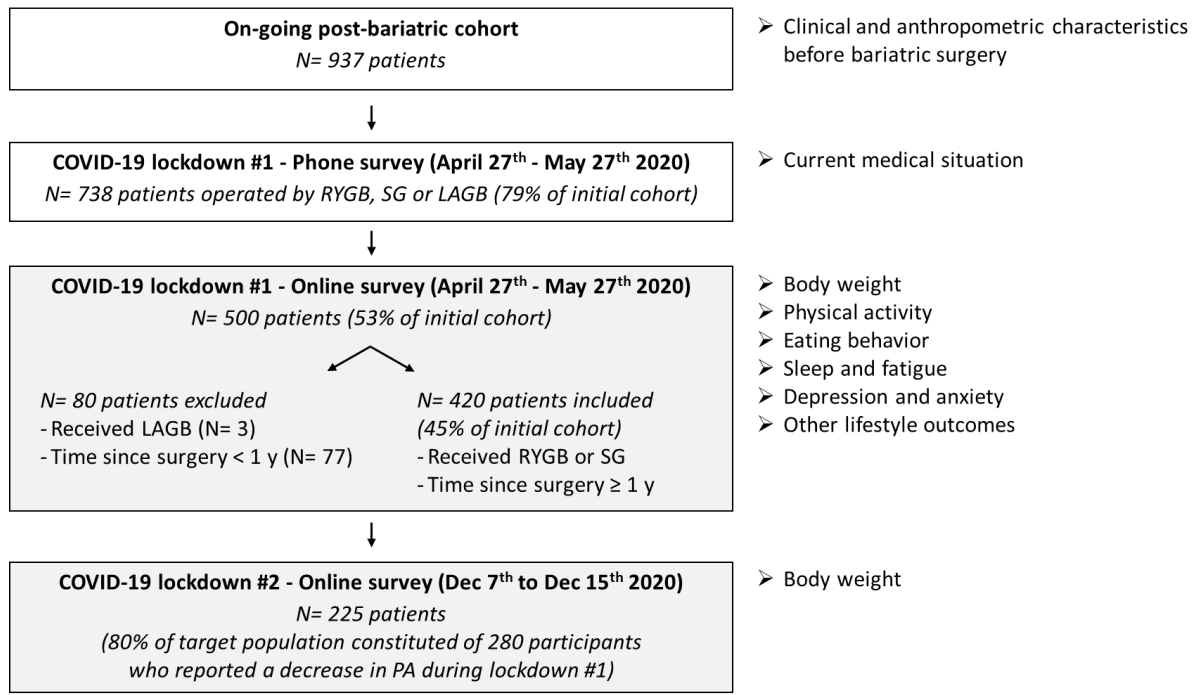 On-going post-bariatric cohort
N= 937 patients
➢ Clinical and anthropometric characteristics
before bariatric surgery
COVID-19 lockdown #1 - Phone survey (April 27th - May 27th 2020)
N= 738 patients operated by RYGB, SG or LAGB (79% of initial cohort)
➢ Current medical situation
COVID-19 lockdown #1 - Online survey (April 27th - May 27th 2020)
N= 500 patients (53% of initial cohort)
N= 80 patients excluded
- Received LAGB (N= 3)
- Time since surgery < 1 y (N= 77)
N= 420 patients included
(45% of initial cohort)
- Received RYGB or SG
- Time since surgery ≥ 1 y
➢ Body weight
➢ Physical activity
➢ Eating behavior
➢ Sleep and fatigue
➢ Depression and anxiety
➢ Other lifestyle outcomes
COVID-19 lockdown #2 - Online survey (Dec 7th to Dec 15th 2020)
N= 225 patients
(80% of target population constituted of 280 participants
who reported a decrease in PA during lockdown #1)
➢ Body weight